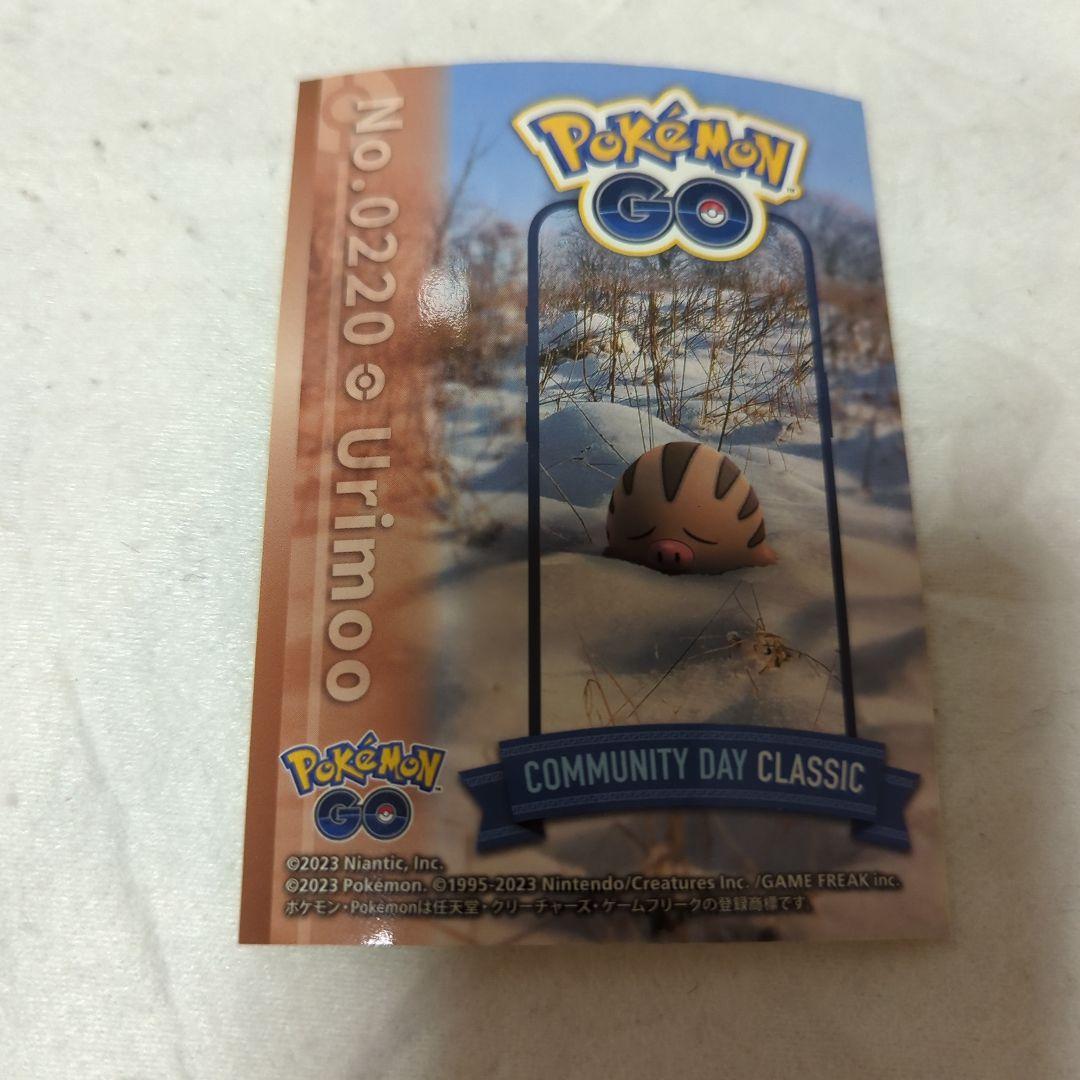 No.0220 Urimoo
Pokémon
GO
COMMUNITY DAY CLASSIC
Pokémon
GO
©2023 Niantic, Inc.
©2023 Pokémon. ©1995-2023 Nintendo/Creatures Inc. /GAME FREAK inc.
ポケモン・Pokémonは任天堂・クリーチャーズ・ゲームフリークの登録商標です。